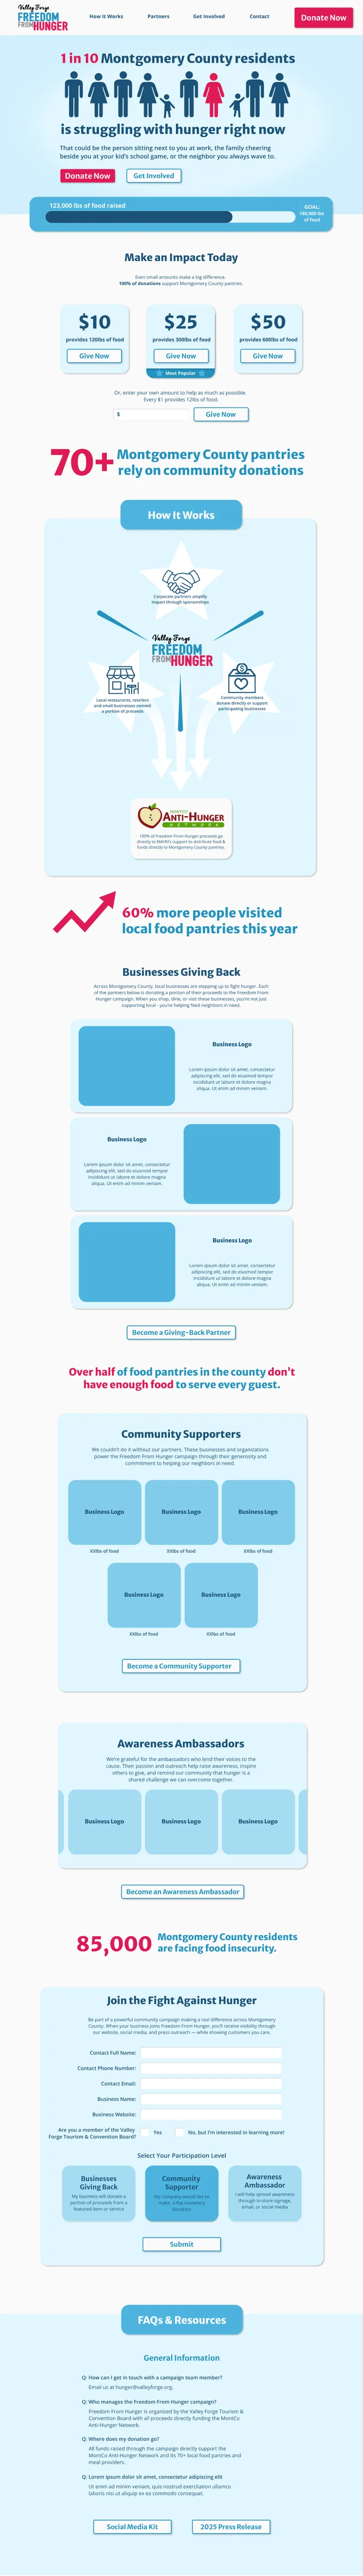 Valley Forge
FREEDOM
FROM HUNGER
How It Works
Partners
Get Involved
Contact
Donate Now
1 in 10 Montgomery County residents
is struggling with hunger right now
That could be the person sitting next to you at work, the family cheering
beside you at your kid's school game, or the neighbor you always wave to.
Donate Now
Get Involved
123,000 lbs of food raised
GOAL:
180,000 lbs
of food
Make an Impact Today
Even small amounts make a big difference.
100% of donations support Montgomery County pantries.
$10
provides 120lbs of food
Give Now
$25
provides 300lbs of food
Give Now
Most Popular
$50
provides 600lbs of food
Give Now
Or, enter your own amount to help as much as possible.
Every $1 provides 12lbs of food.
$
Give Now
70+ Montgomery County pantries
rely on community donations
How It Works
Corporate partners amplify
impact through sponsorships
Valley Forge
FREEDOM
FROM HUNGER
Local restaurants, retailers
and small businesses commit
a portion of proceeds
Community members
donate directly or support
participating businesses
MONTCO
ANTI-HUNGER
NETWORK
100% of Freedom From Hunger proceeds go
directly to MAHN's support to distribute food &
funds directly to Montgomery County pantries.
60% more people visited
local food pantries this year
Businesses Giving Back
Across Montgomery County, local businesses are stepping up to fight hunger. Each
of the partners below is donating a portion of their proceeds to the Freedom From
Hunger campaign. When you shop, dine, or visit these businesses, you're not just
supporting local - you're helping feed neighbors in need.
Business Logo
Lorem ipsum dolor sit amet, consectetur
adipiscing elit, sed do eiusmod tempor
incididunt ut labore et dolore magna
aliqua. Ut enim ad minim veniam.
Business Logo
Lorem ipsum dolor sit amet, consectetur
adipiscing elit, sed do eiusmod tempor
incididunt ut labore et dolore magna
aliqua. Ut enim ad minim veniam.
Business Logo
Lorem ipsum dolor sit amet, consectetur
adipiscing elit, sed do eiusmod tempor
incididunt ut labore et dolore magna
aliqua. Ut enim ad minim veniam.
Become a Giving-Back Partner
Over half of food pantries in the county don't
have enough food to serve every guest.
Community Supporters
We couldn't do it without our partners. These businesses and organizations
power the Freedom From Hunger campaign through their generosity and
commitment to helping our neighbors in need.
Business Logo
Business Logo
Business Logo
XXlbs of food
XXlbs of food
XXlbs of food
Business Logo
Business Logo
XXlbs of food
XXlbs of food
Become a Community Supporter
Awareness Ambassadors
We're grateful for the ambassadors who lend their voices to the
cause. Their passion and outreach help raise awareness, inspire
others to give, and remind our community that hunger is a
shared challenge we can overcome together.
Business Logo
Business Logo
Business Logo
Become an Awareness Ambassador
85,000 Montgomery County residents
are facing food insecurity.
Join the Fight Against Hunger
Be part of a powerful community campaign making a real difference across Montgomery
County. When your business joins Freedom From Hunger, you'll receive visibility through
our website, social media, and press outreach — while showing customers you care.
Contact Full Name:
Contact Phone Number:
Contact Email:
Business Name:
Business Website:
Are you a member of the Valley
Forge Tourism & Convention Board?
Yes
No, but I'm interested in learning more!
Select Your Participation Level
Businesses
Giving Back
My business will donate a
portion of proceeds from a
featured item or service
Community
Supporter
My company would like to
make a flat monetary
donation
Awareness
Ambassador
I will help spread awareness
through in-store signage,
email, or social media
Submit
FAQs & Resources
General Information
Q: How can I get in touch with a campaign team member?
Email us at hunger@valleyforge.org.
Q: Who manages the Freedom From Hunger campaign?
Freedom From Hunger is organized by the Valley Forge Tourism &
Convention Board with all proceeds directly funding the MontCo
Anti-Hunger Network.
Q: Where does my donation go?
All funds raised through the campaign directly support the
MontCo Anti-Hunger Network and its 70+ local food pantries and
meal providers.
Q: Lorem ipsum dolor sit amet, consectetur adipiscing elit
Ut enim ad minim veniam, quis nostrud exercitation ullamco
laboris nisi ut aliquip ex ea commodo consequat.
Social Media Kit
2025 Press Release